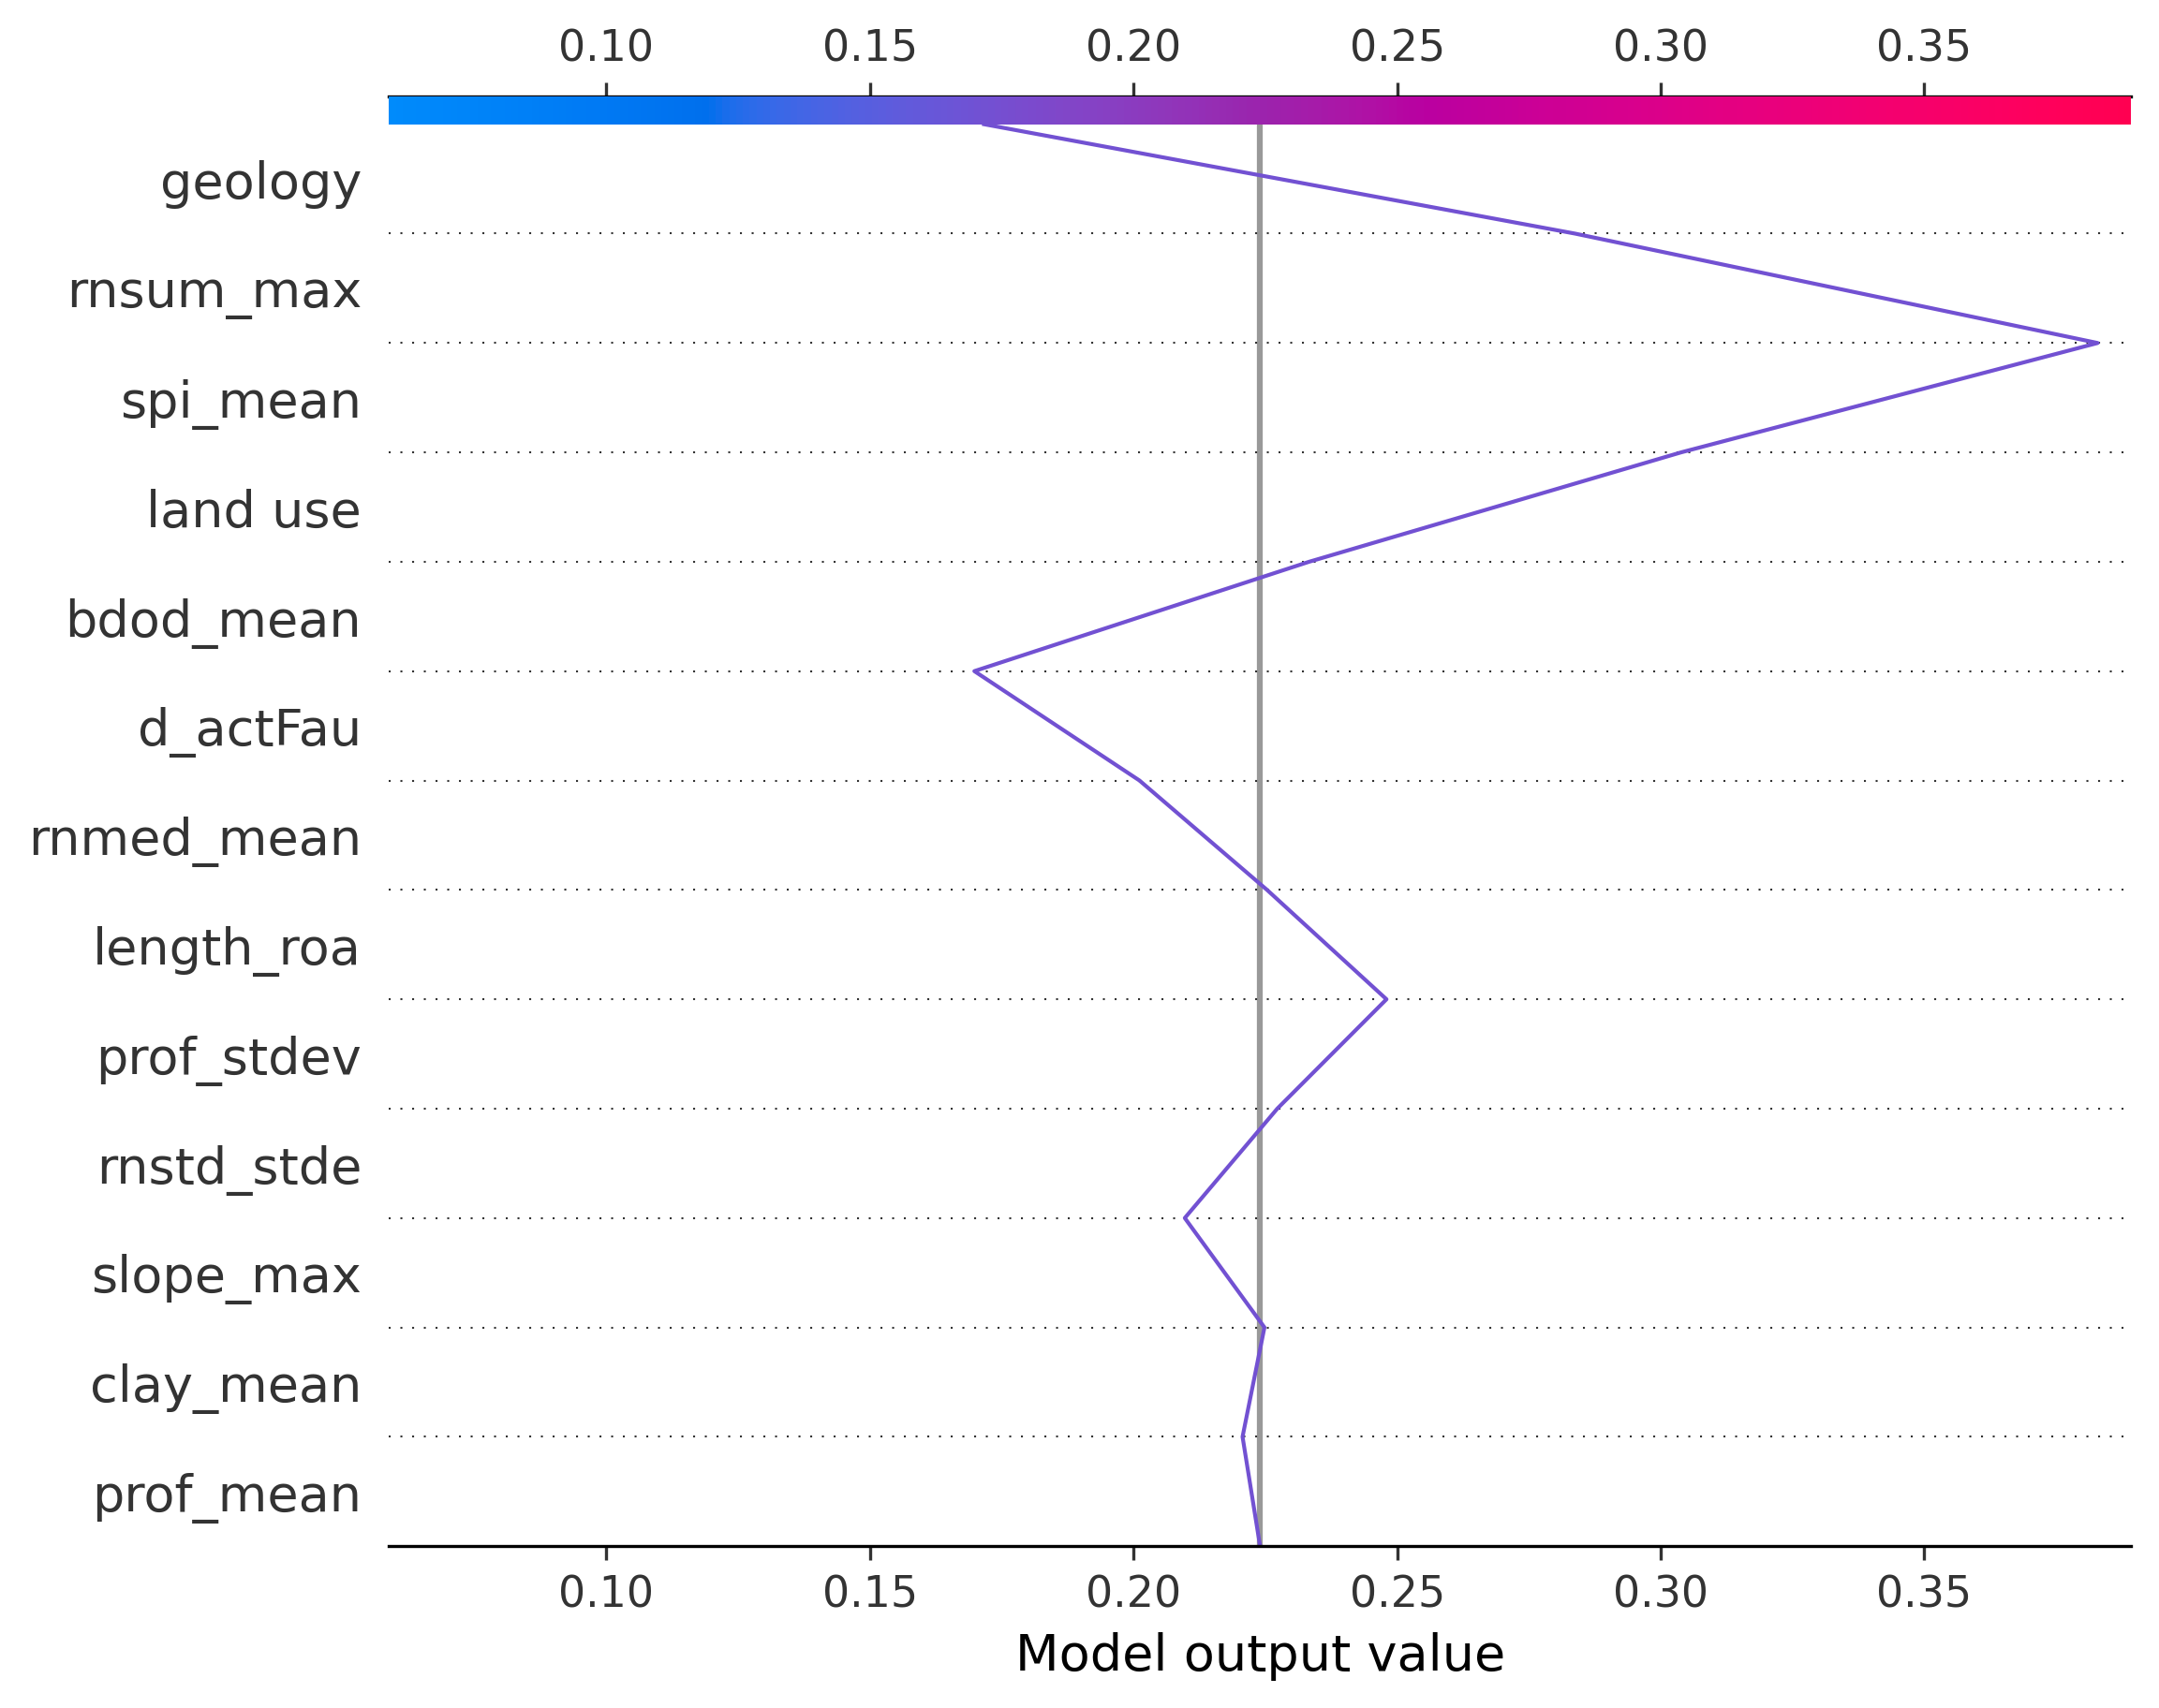 0.10 0.15 0.20 0.25 0.30 0.35
geology
rnsum_max
spi_mean
land use
bdod_mean
d_actFau
rnmed_mean
length_roa
prof_stdev
rnstd_stde
slope_max
clay_mean
prof_mean
0.10 0.15 0.20 0.25 0.30 0.35
Model output value